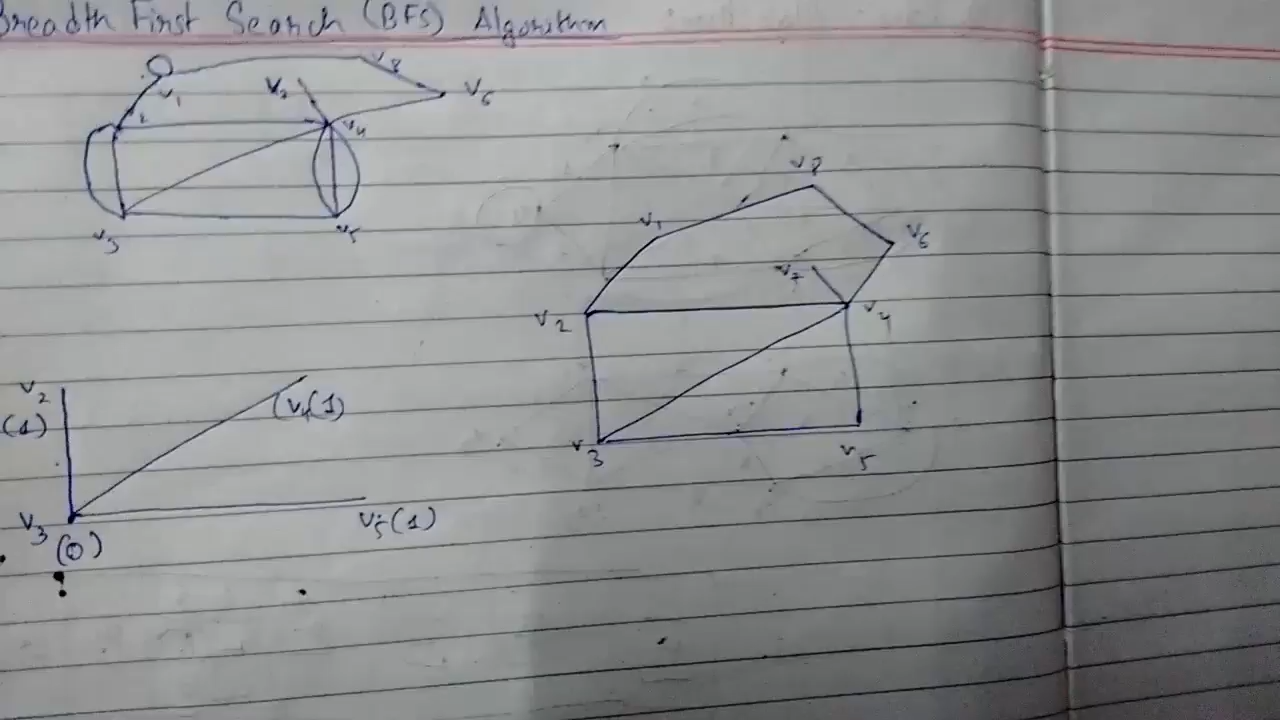 Breadth First Search (BFS) Algorithm
v8
v1
v6
v4
v3
v5
v8
v1
v6
v7
v2
v4
v3
v5
v2
(1)
v4(1)
v3
(0)
v5(1)